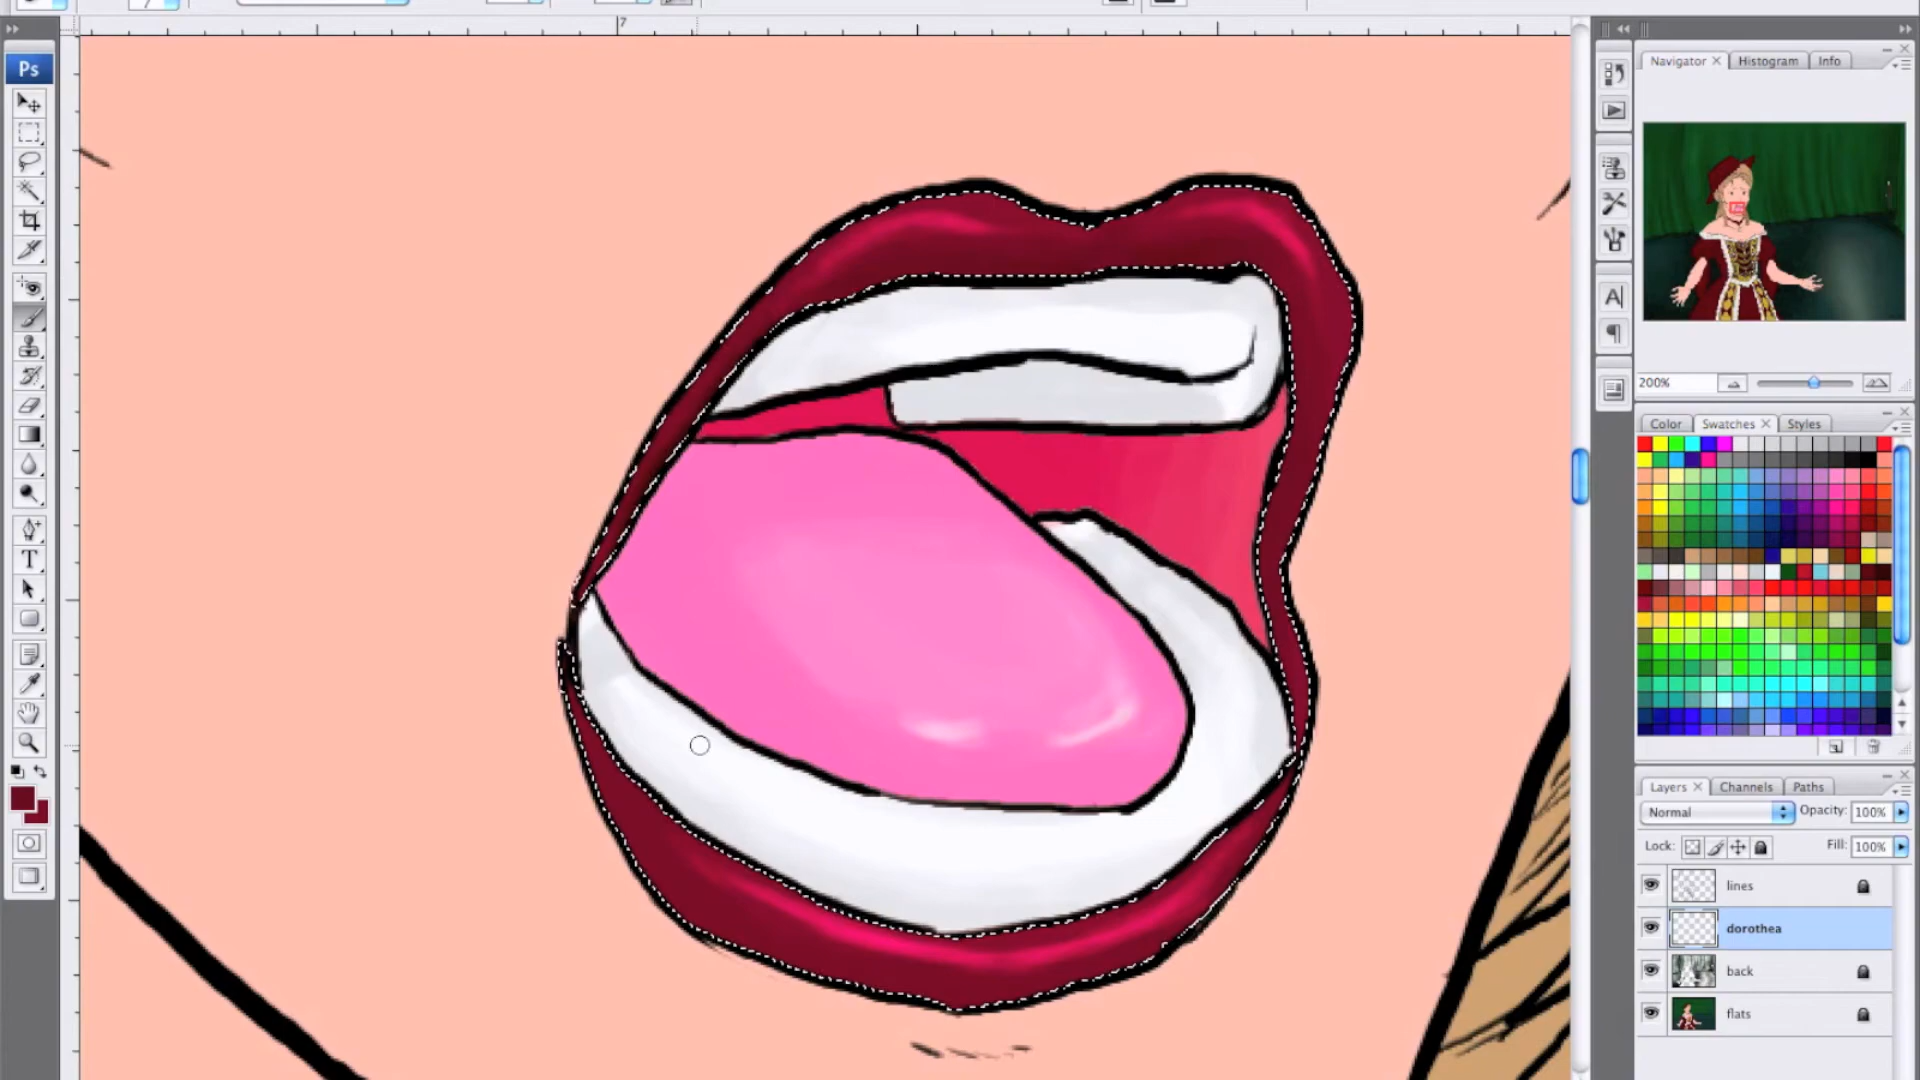 7
Ps
Navigator
Histogram
Info
200%
Color
Swatches
Styles
A
T
Layers
Channels
Paths
Normal
Opacity:
100%
Lock:
Fill:
100%
lines
dorothea
back
flats